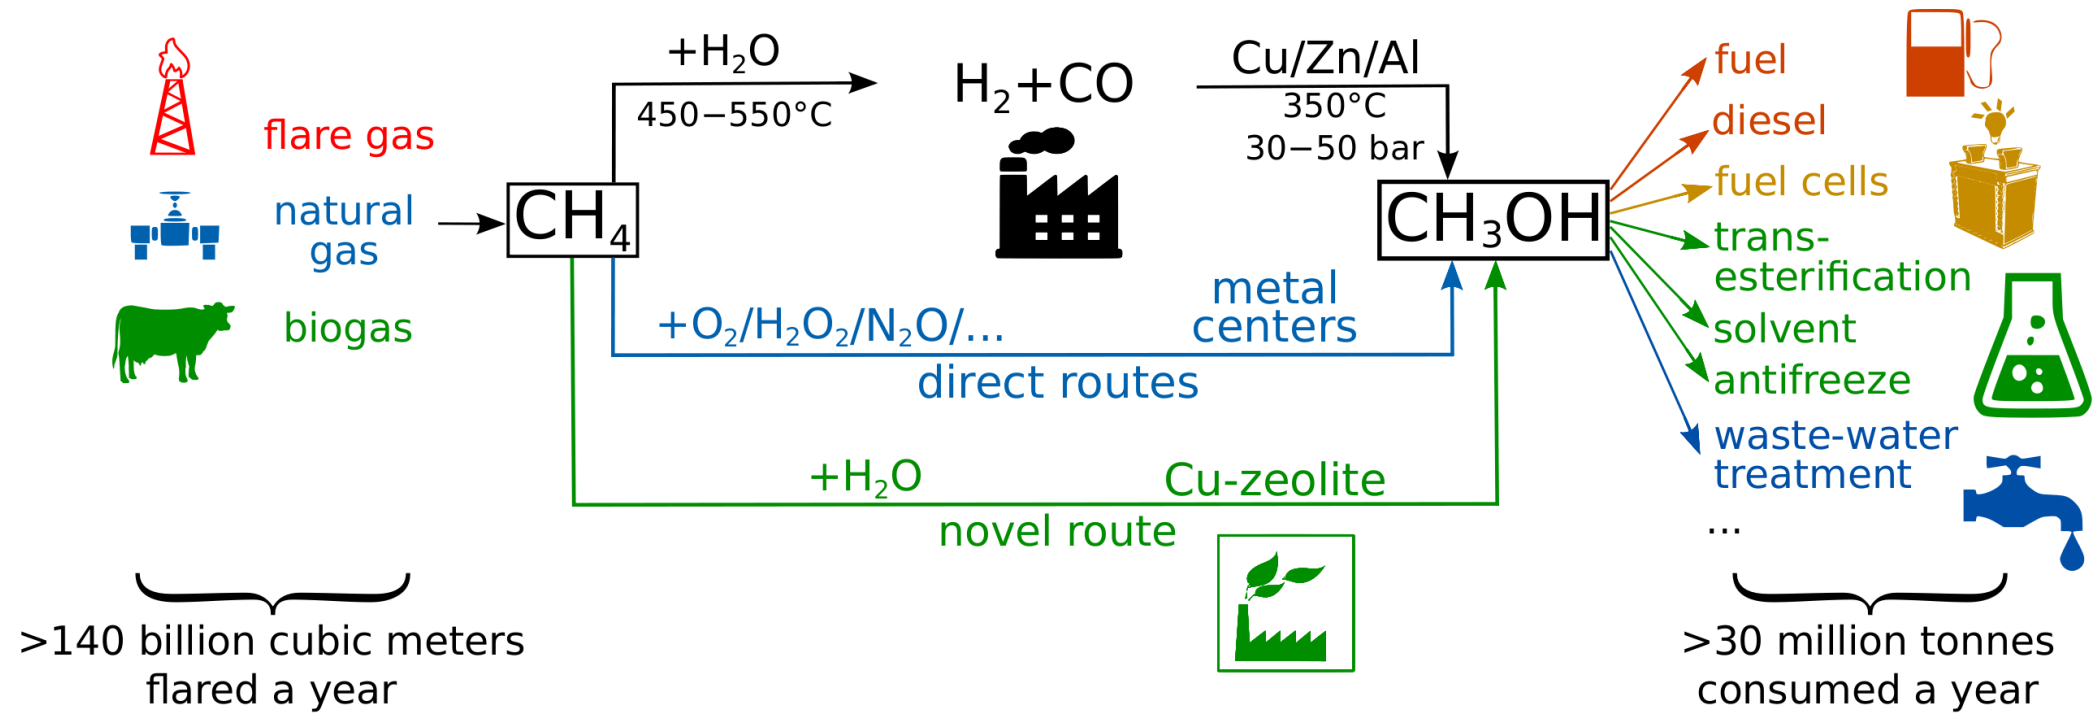 flare gas
natural
gas
biogas
>140 billion cubic meters
flared a year
CH₄
+H₂O
450−550°C
H₂+CO
Cu/Zn/Al
350°C
30−50 bar
CH₃OH
+O₂/H₂O₂/N₂O/...
metal
centers
direct routes
+H₂O
Cu-zeolite
novel route
fuel
diesel
fuel cells
trans-
esterification
solvent
antifreeze
waste-water
treatment
...
>30 million tonnes
consumed a year